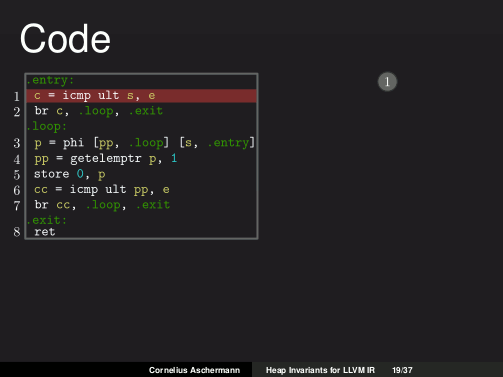 Code
.entry:
1 c = icmp ult s, e
2 br c, .loop, .exit
.loop:
3 p = phi [pp, .loop] [s, .entry]
4 pp = getelemptr p, 1
5 store 0, p
6 cc = icmp ult pp, e
7 br cc, .loop, .exit
.exit:
8 ret
1
Cornelius Aschermann Heap Invariants for LLVM IR 19/37